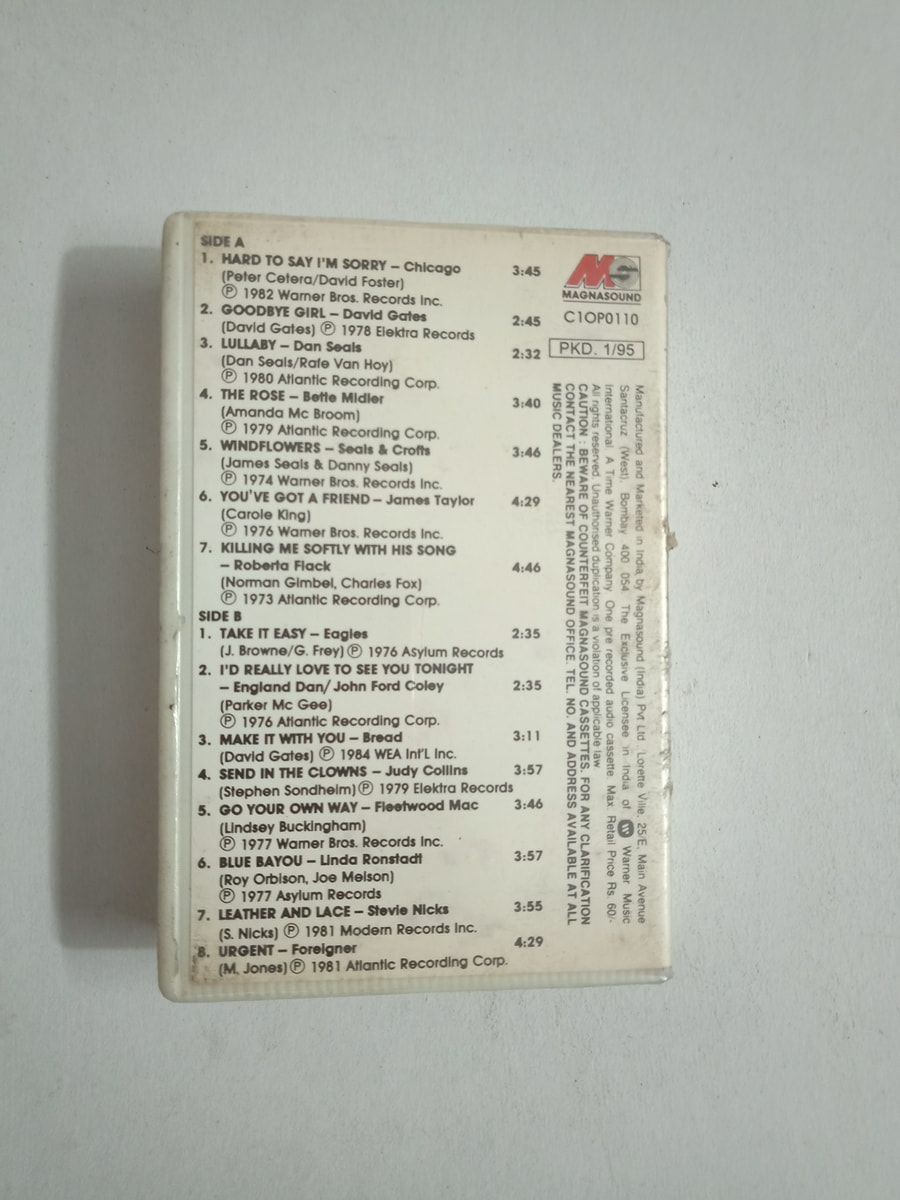 SIDE A
1. HARD TO SAY I'M SORRY – Chicago 3:45
(Peter Cetera/David Foster)
Ⓟ 1982 Warner Bros. Records Inc.
2. GOODBYE GIRL – David Gates 2:45
(David Gates) Ⓟ 1978 Elektra Records
3. LULLABY – Dan Seals 2:32
(Dan Seals/Rafe Van Hoy)
Ⓟ 1980 Atlantic Recording Corp.
4. THE ROSE – Bette Midler 3:40
(Amanda Mc Broom)
Ⓟ 1979 Atlantic Recording Corp.
5. WINDFLOWERS – Seals & Crofts 3:46
(James Seals & Danny Seals)
Ⓟ 1974 Warner Bros. Records Inc.
6. YOU'VE GOT A FRIEND – James Taylor 4:29
(Carole King)
Ⓟ 1976 Warner Bros. Records Inc.
7. KILLING ME SOFTLY WITH HIS SONG
– Roberta Flack 4:46
(Norman Gimbel, Charles Fox)
Ⓟ 1973 Atlantic Recording Corp.
SIDE B
1. TAKE IT EASY – Eagles 2:35
(J. Browne/G. Frey) Ⓟ 1976 Asylum Records
2. I'D REALLY LOVE TO SEE YOU TONIGHT
– England Dan/ John Ford Coley 2:35
(Parker Mc Gee)
Ⓟ 1976 Atlantic Recording Corp.
3. MAKE IT WITH YOU – Bread 3:11
(David Gates) Ⓟ 1984 WEA Int'L Inc.
4. SEND IN THE CLOWNS – Judy Collins 3:57
(Stephen Sondheim) Ⓟ 1979 Elektra Records
5. GO YOUR OWN WAY – Fleetwood Mac 3:46
(Lindsey Buckingham)
Ⓟ 1977 Warner Bros. Records Inc.
6. BLUE BAYOU – Linda Ronstadt 3:57
(Roy Orbison, Joe Melson)
Ⓟ 1977 Asylum Records
7. LEATHER AND LACE – Stevie Nicks 3:55
(S. Nicks) Ⓟ 1981 Modern Records Inc.
8. URGENT – Foreigner 4:29
(M. Jones) Ⓟ 1981 Atlantic Recording Corp.
MS
MAGNASOUND
C1OP0110
PKD. 1/95
Manufactured and Marketed in India by Magnasound (India) Pvt Ltd Lorette Ville, 25/E, Main Avenue
Santacruz (West), Bombay 400 054 The Exclusive Licensee in India of Warner Music
International A Time Warner Company One pre recorded audio cassette Max Retail Price Rs 60/-
All rights reserved. Unauthorised duplication is a violation of applicable law
CAUTION : BEWARE OF COUNTERFEIT MAGNASOUND CASSETTES. FOR ANY CLARIFICATION
CONTACT THE NEAREST MAGNASOUND OFFICE. TEL. NO. AND ADDRESS AVAILABLE AT ALL
MUSIC DEALERS.